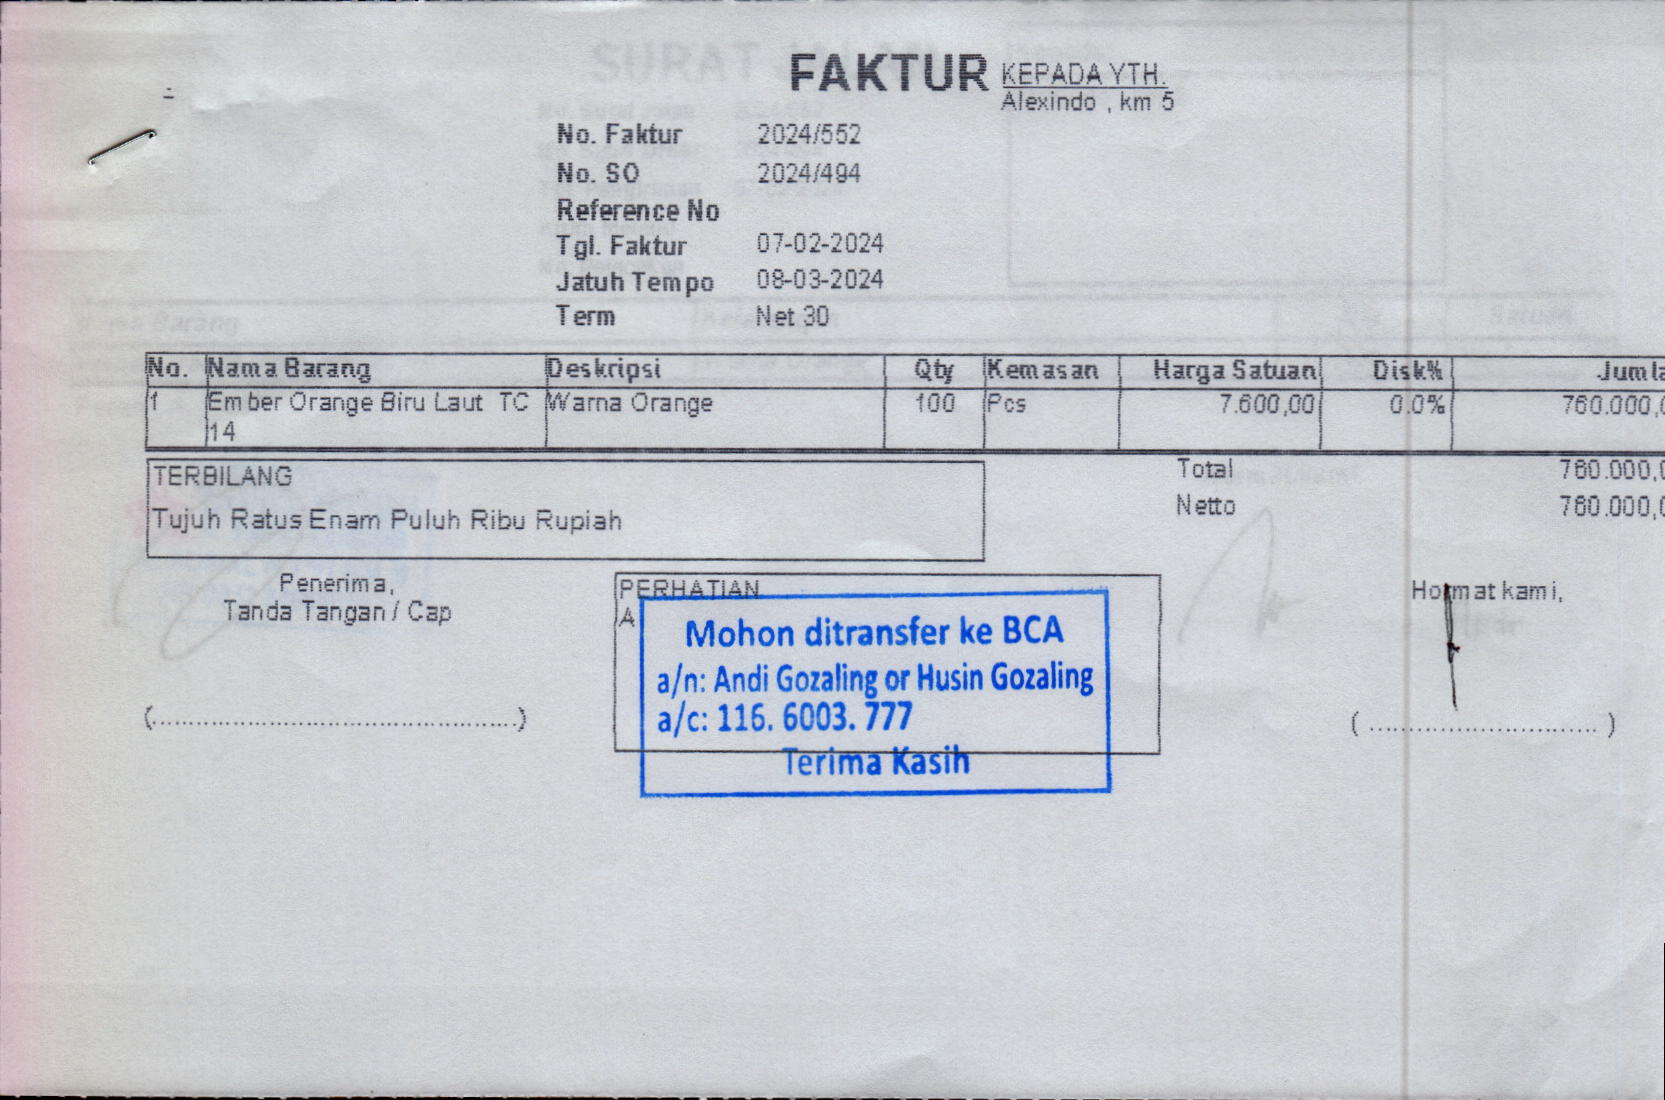 FAKTUR
KEPADA YTH.
Alexindo , km 5
No. Faktur 2024/552
No. SO 2024/494
Reference No
Tgl. Faktur 07-02-2024
Jatuh Tempo 08-03-2024
Term Net 30
No. Nama Barang Deskripsi Qty Kemasan Harga Satuan Disk% Jumla
1 Ember Orange Biru Laut TC Warna Orange 100 Pcs 7.600,00 0.0% 760.000,0
14
TERBILANG
Tujuh Ratus Enam Puluh Ribu Rupiah
Total 760.000,0
Netto 760.000,0
Penerima,
Tanda Tangan / Cap
(..........................................)
PERHATIAN
A
Mohon ditransfer ke BCA
a/n: Andi Gozaling or Husin Gozaling
a/c: 116. 6003. 777
Terima Kasih
Hormat kami,
( ............................ )